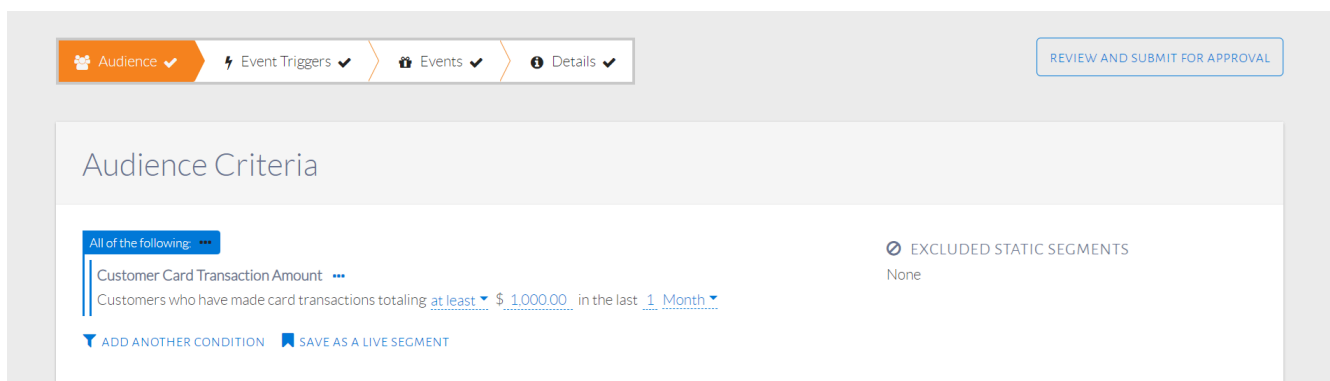 Audience
Event Triggers
Events
Details
REVIEW AND SUBMIT FOR APPROVAL
Audience Criteria
All of the following: •••
Customer Card Transaction Amount •••
Customers who have made card transactions totaling at least $ 1,000.00 in the last 1 Month
ADD ANOTHER CONDITION
SAVE AS A LIVE SEGMENT
EXCLUDED STATIC SEGMENTS
None